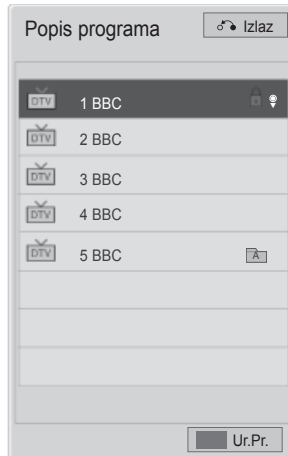 Popis programa
Izlaz
DTV 1 BBC
DTV 2 BBC
DTV 3 BBC
DTV 4 BBC
DTV 5 BBC A
Ur.Pr.